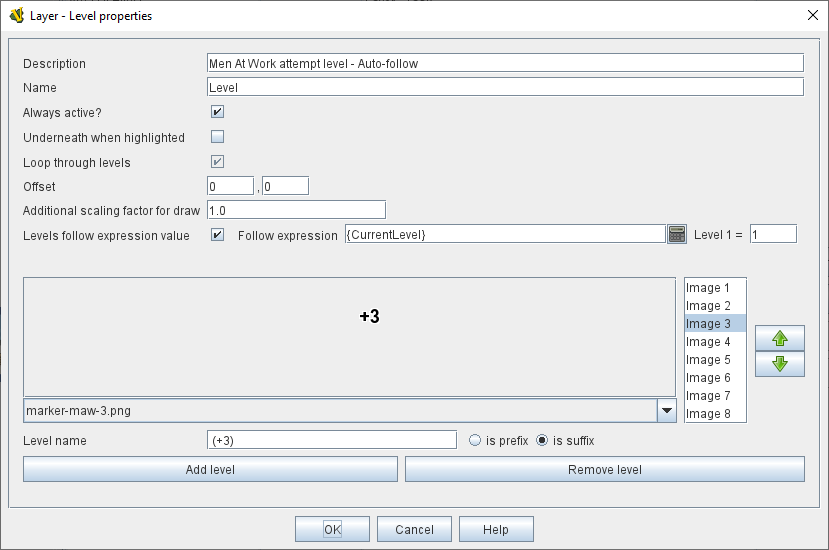 Layer - Level properties
Description Men At Work attempt level - Auto-follow
Name Level
Always active?
Underneath when highlighted
Loop through levels
Offset 0 , 0
Additional scaling factor for draw 1.0
Levels follow expression value Follow expression {CurrentLevel} Level 1 = 1
+3
Image 1
Image 2
Image 3
Image 4
Image 5
Image 6
Image 7
Image 8
marker-maw-3.png
Level name (+3) is prefix is suffix
Add level Remove level
OK Cancel Help